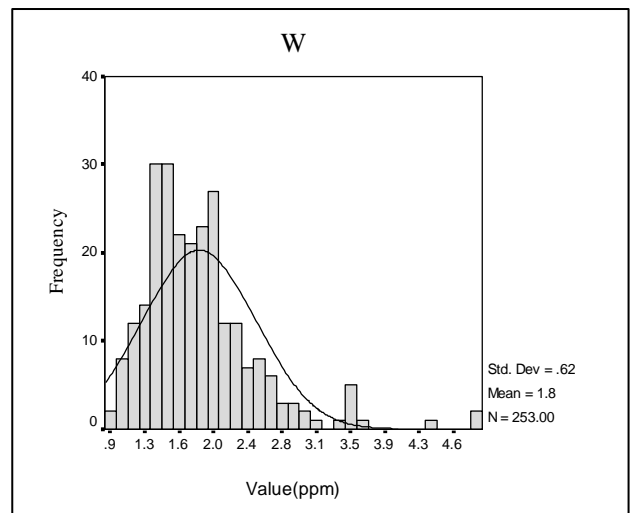 W
40
30
20
10
0
Frequency
.9 1.3 1.6 2.0 2.4 2.8 3.1 3.5 3.9 4.3 4.6
Value(ppm)
Std. Dev = .62
Mean = 1.8
N = 253.00